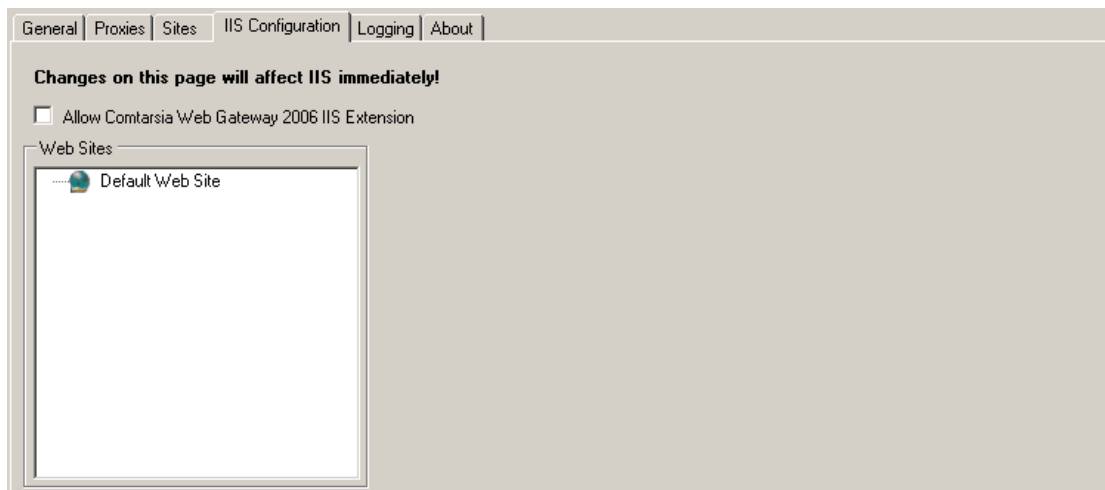 General Proxies Sites IIS Configuration Logging About
Changes on this page will affect IIS immediately!
Allow Comtarsia Web Gateway 2006 IIS Extension
Web Sites
Default Web Site